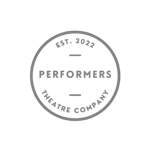 EST. 2022
PERFORMERS
THEATRE COMPANY